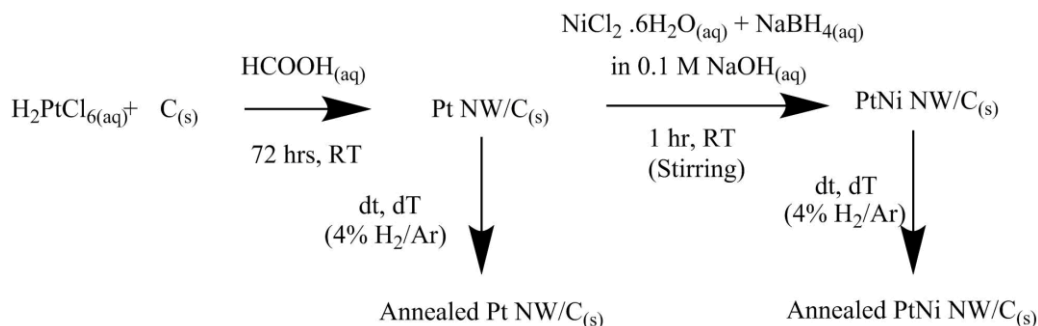 NiCl₂ .6H₂O(aq) + NaBH₄(aq)
in 0.1 M NaOH(aq)
HCOOH(aq)
H₂PtCl₆(aq)+ C(s)
Pt NW/C(s)
PtNi NW/C(s)
72 hrs, RT
1 hr, RT
(Stirring)
dt, dT
(4% H₂/Ar)
dt, dT
(4% H₂/Ar)
Annealed Pt NW/C(s)
Annealed PtNi NW/C(s)